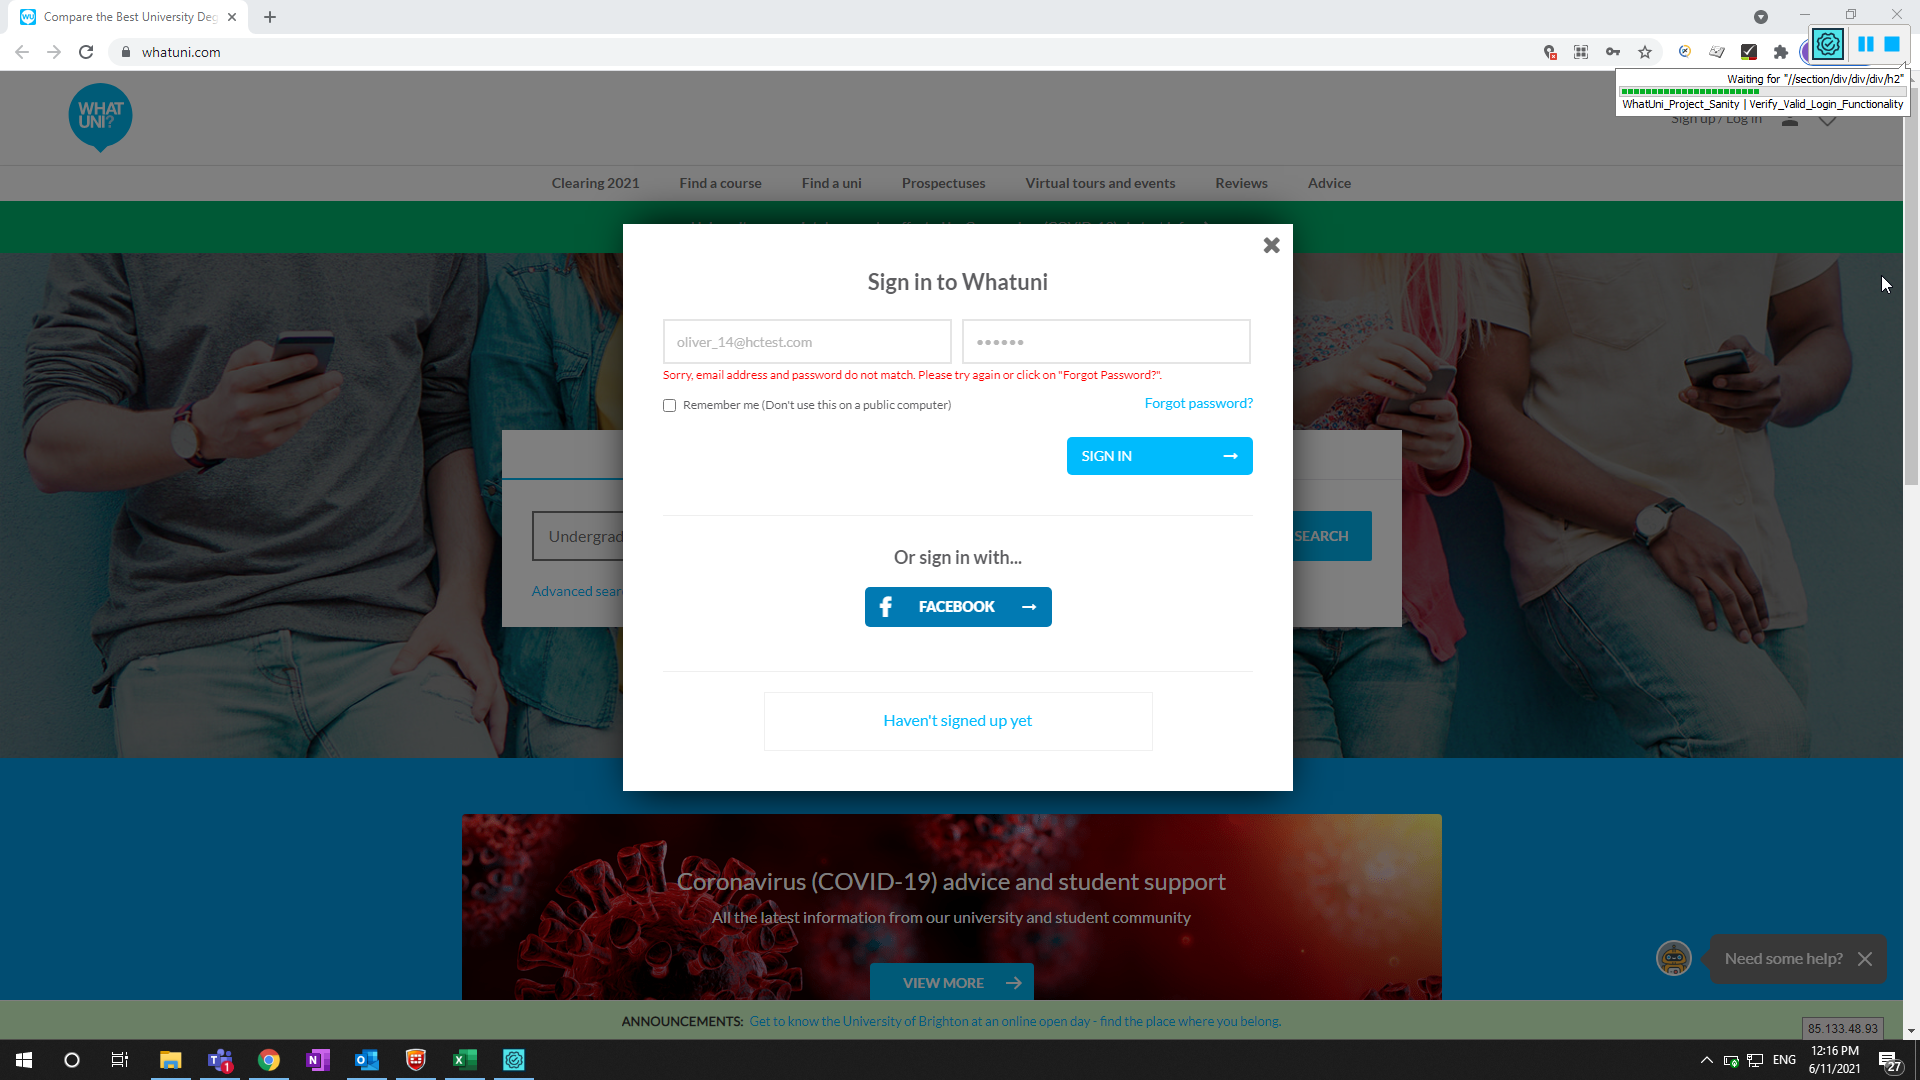 Compare the Best University Deg
whatuni.com
Waiting for "//section/div/div/div/h2"
WhatUni_Project_Sanity | Verify_Valid_Login_Functionality
WHAT
UNI?
Sign up / Log in
Clearing 2021 Find a course Find a uni Prospectuses Virtual tours and events Reviews Advice
Sign in to Whatuni
oliver_14@hctest.com ••••••
Sorry, email address and password do not match. Please try again or click on "Forgot Password?".
Remember me (Don't use this on a public computer) Forgot password?
SIGN IN
Undergrad
SEARCH
Or sign in with...
Advanced sear
FACEBOOK
Haven't signed up yet
Coronavirus (COVID-19) advice and student support
All the latest information from our university and student community
Need some help?
VIEW MORE
ANNOUNCEMENTS: Get to know the University of Brighton at an online open day - find the place where you belong.
85.133.48.93
ENG
12:16 PM
6/11/2021
1
27